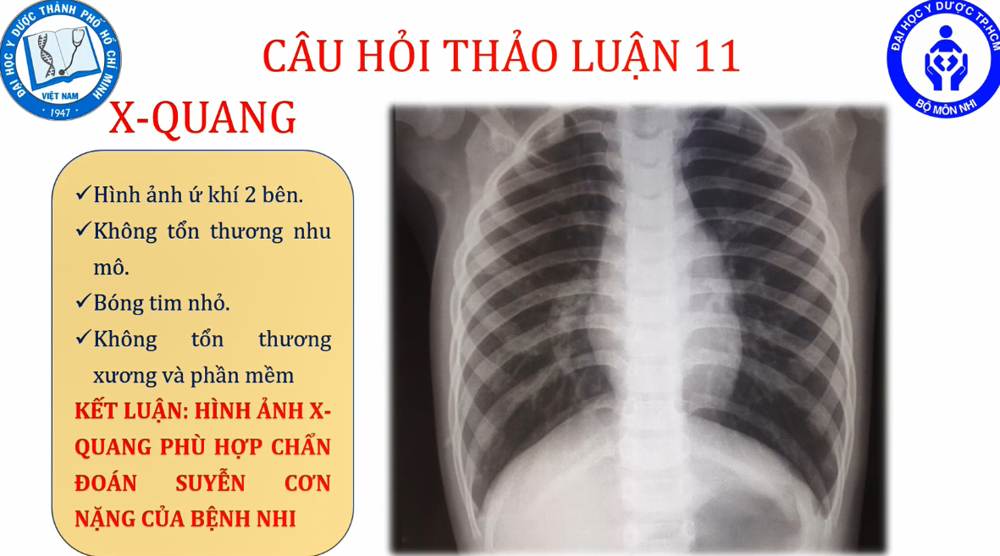 ĐẠI HỌC Y DƯỢC THÀNH PHỐ HỒ CHÍ MINH
VIỆT NAM
1947
CÂU HỎI THẢO LUẬN 11
ĐẠI HỌC Y DƯỢC TP.HCM
BỘ MÔN NHI
X-QUANG
✓Hình ảnh ứ khí 2 bên.
✓Không tổn thương nhu
mô.
✓Bóng tim nhỏ.
✓Không tổn thương
xương và phần mềm
KẾT LUẬN: HÌNH ẢNH X-
QUANG PHÙ HỢP CHẨN
ĐOÁN SUYỄN CƠN
NẶNG CỦA BỆNH NHI